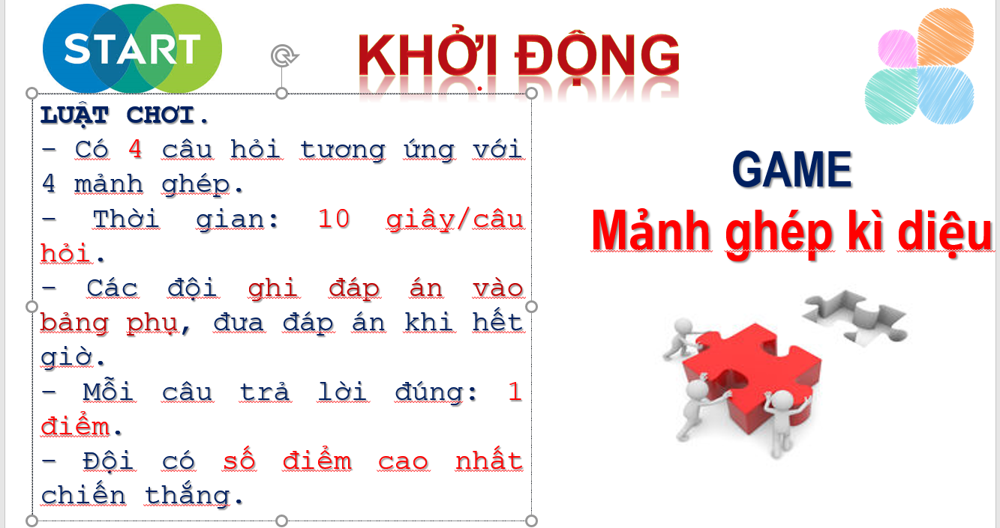 START
KHỞI ĐỘNG
LUẬT CHƠI.
- Có 4 câu hỏi tương ứng với
4 mảnh ghép.
- Thời gian: 10 giây/câu
hỏi.
- Các đội ghi đáp án vào
bảng phụ, đưa đáp án khi hết
giờ.
- Mỗi câu trả lời đúng: 1
điểm.
- Đội có số điểm cao nhất
chiến thắng.
GAME
Mảnh ghép kì diệu